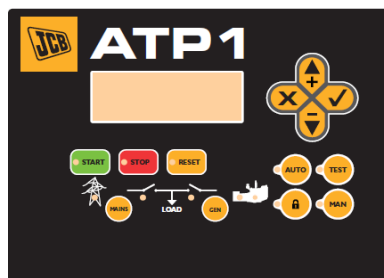 JCB
ATP1
+
X ✓
−
START STOP RESET
AUTO TEST
MAINS LOAD GEN
MAN